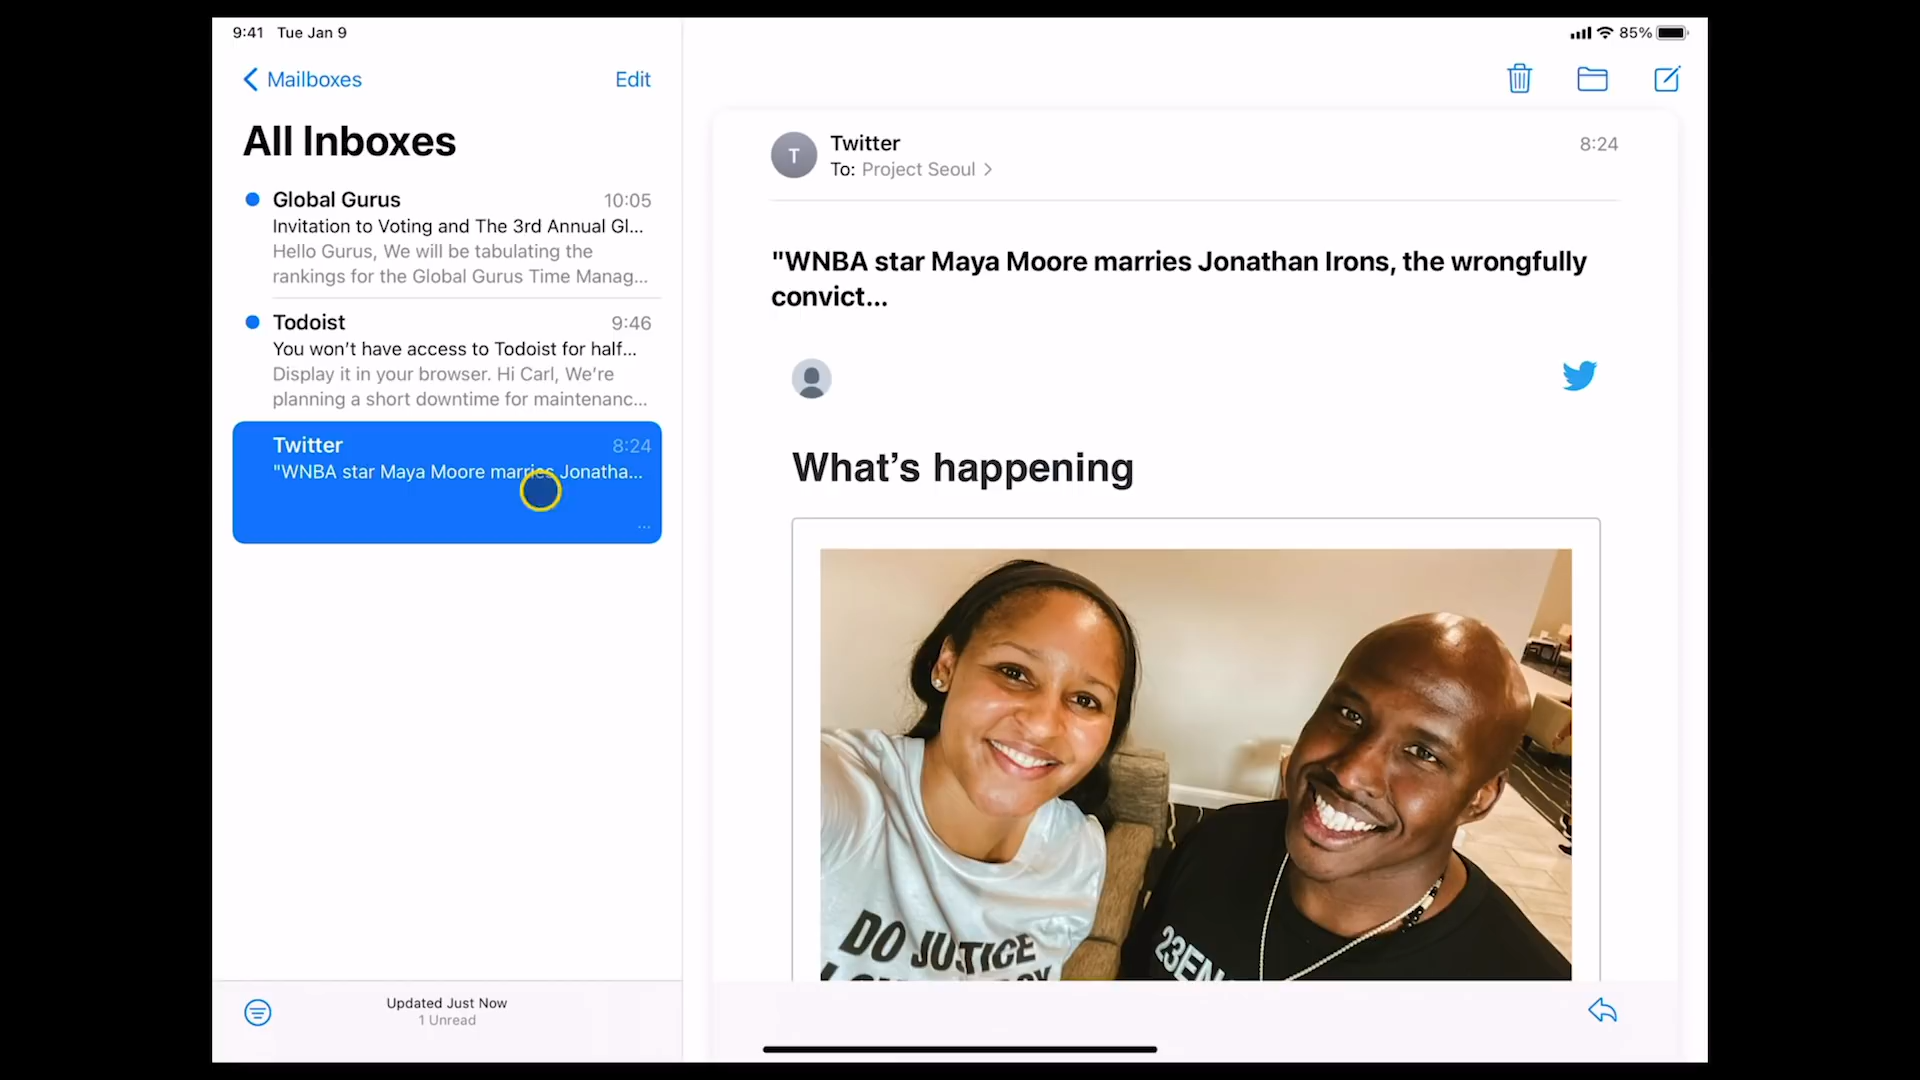 9:41 Tue Jan 9
85%
Mailboxes
Edit
All Inboxes
Global Gurus 10:05
Invitation to Voting and The 3rd Annual Gl...
Hello Gurus, We will be tabulating the
rankings for the Global Gurus Time Manag...
Todoist 9:46
You won’t have access to Todoist for half...
Display it in your browser. Hi Carl, We’re
planning a short downtime for maintenanc...
Twitter 8:24
"WNBA star Maya Moore marries Jonatha...
...
Updated Just Now
1 Unread
T
Twitter 8:24
To: Project Seoul
"WNBA star Maya Moore marries Jonathan Irons, the wrongfully
convict...
What’s happening
DO JUSTICE
23EN